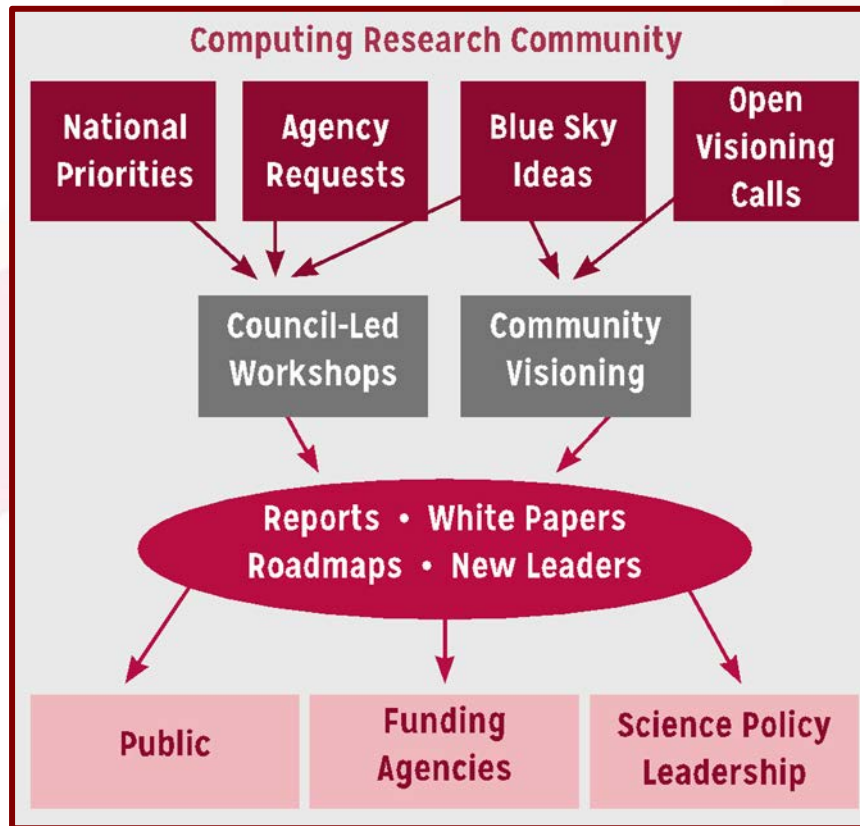 Computing Research Community
National
Priorities
Agency
Requests
Blue Sky
Ideas
Open
Visioning
Calls
Council-Led
Workshops
Community
Visioning
Reports • White Papers
Roadmaps • New Leaders
Public
Funding
Agencies
Science Policy
Leadership